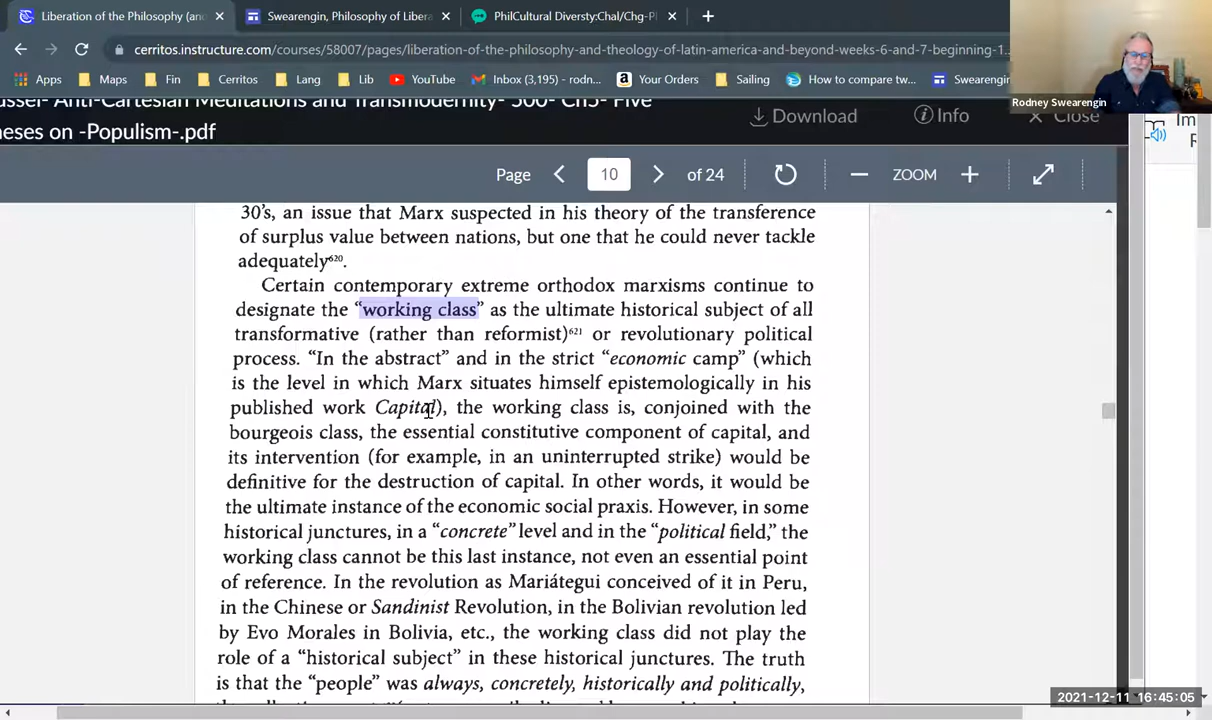 Liberation of the Philosophy (an
Swearengin, Philosophy of Libera
PhilCultural Diversty:Chal/Chg-P
cerritos.instructure.com/courses/58007/pages/liberation-of-the-philosophy-and-theology-of-latin-america-and-beyond-weeks-6-and-7-beginning-1...
Apps Maps Fin Cerritos Lang Lib YouTube Inbox (3,195) - rodn... Your Orders Sailing How to compare tw... Swearengin
Rodney Swearengin
ussel- Anti-Cartesian Meditations and Transmodernity- 300- Ch5- Five
neses on -Populism-.pdf
Download Info Close
Im
Page 10 of 24 ZOOM
30's, an issue that Marx suspected in his theory of the transference
of surplus value between nations, but one that he could never tackle
adequately⁶²⁰.
Certain contemporary extreme orthodox marxisms continue to
designate the “working class” as the ultimate historical subject of all
transformative (rather than reformist)⁶²¹ or revolutionary political
process. “In the abstract” and in the strict “economic camp” (which
is the level in which Marx situates himself epistemologically in his
published work Capital), the working class is, conjoined with the
bourgeois class, the essential constitutive component of capital, and
its intervention (for example, in an uninterrupted strike) would be
definitive for the destruction of capital. In other words, it would be
the ultimate instance of the economic social praxis. However, in some
historical junctures, in a “concrete” level and in the “political field,” the
working class cannot be this last instance, not even an essential point
of reference. In the revolution as Mariátegui conceived of it in Peru,
in the Chinese or Sandinist Revolution, in the Bolivian revolution led
by Evo Morales in Bolivia, etc., the working class did not play the
role of a “historical subject” in these historical junctures. The truth
is that the “people” was always, concretely, historically and politically,
2021-12-11 16:45:05